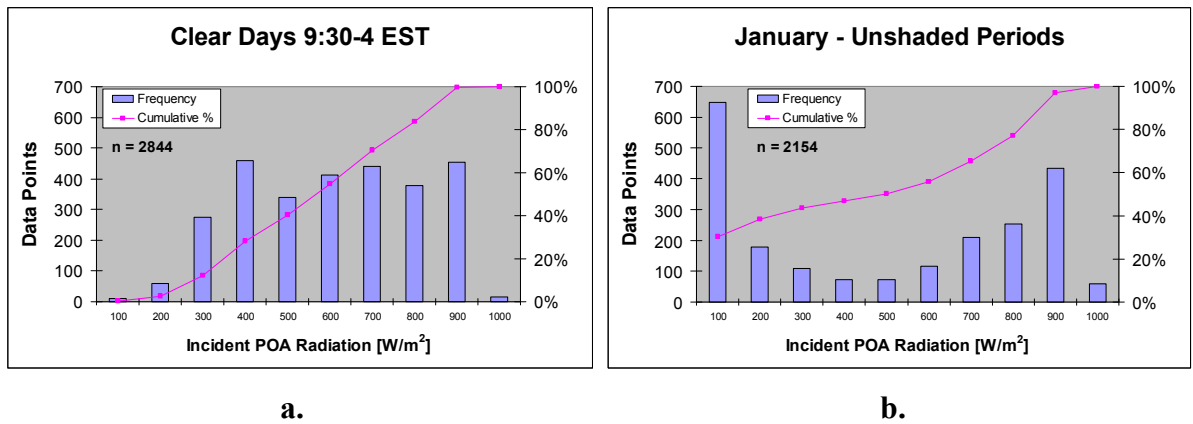 Clear Days 9:30-4 EST
700
600
500
400
300
200
100
0
Data Points
Frequency
Cumulative %
n = 2844
100%
80%
60%
40%
20%
0%
100 200 300 400 500 600 700 800 900 1000
Incident POA Radiation [W/m²]
a.
January - Unshaded Periods
700
600
500
400
300
200
100
0
Data Points
Frequency
Cumulative %
n = 2154
100%
80%
60%
40%
20%
0%
100 200 300 400 500 600 700 800 900 1000
Incident POA Radiation [W/m²]
b.